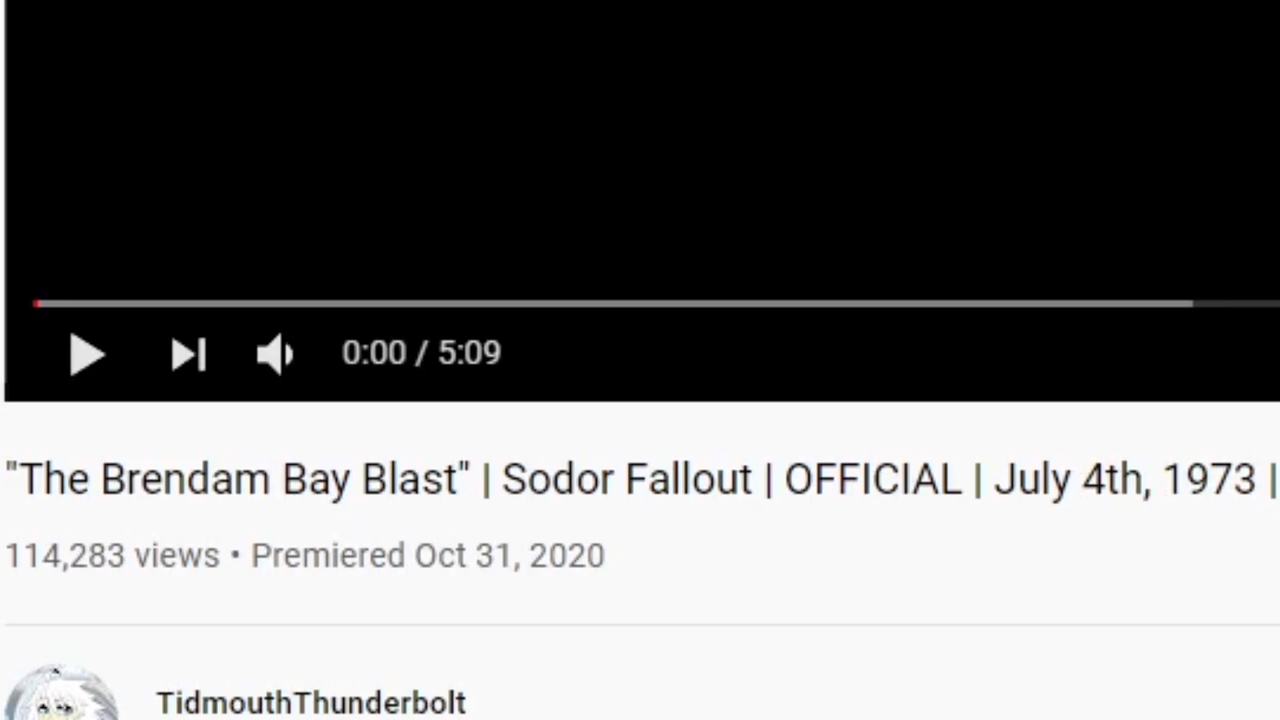 0:00 / 5:09
"The Brendam Bay Blast" | Sodor Fallout | OFFICIAL | July 4th, 1973 |
114,283 views • Premiered Oct 31, 2020
TidmouthThunderbolt